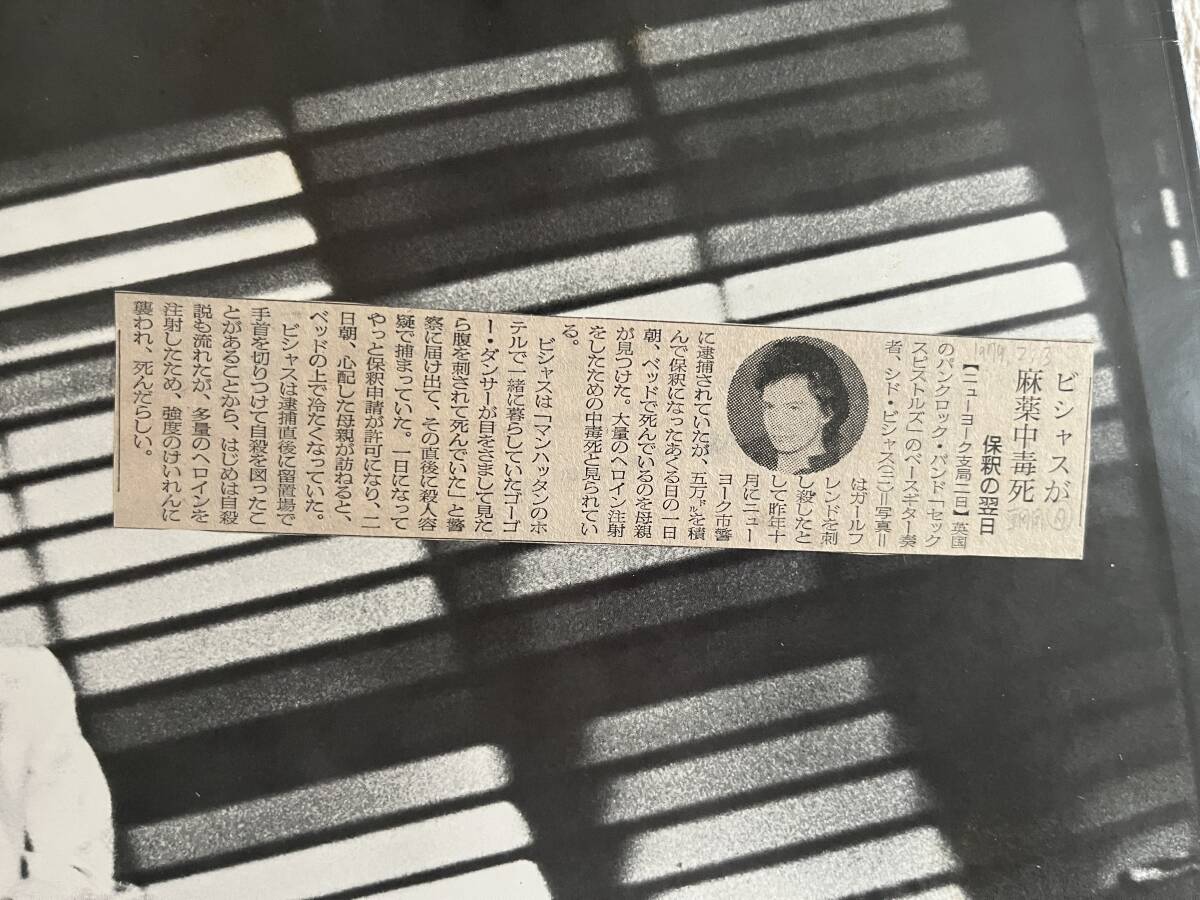 1979. 2. 3
ビシャスが
麻薬中毒死
保釈の翌日
【ニューヨーク支局二日】英国
のパンクロック・バンド「セック
スピストルズ」のベースギター奏
者、シド・ビシャス(二一)＝写真＝
はガールフ
レンドを刺
し殺したと
して昨年十
月にニュー
ヨーク市警
に逮捕されていたが、五万㌦を積
んで保釈になったあくる日の一日
朝、ベッドで死んでいるのを母親
が見つけた。大量のヘロイン注射
をしたための中毒死と見られてい
る。
ビシャスは「マンハッタンのホ
テルで一緒に暮らしていたゴーゴ
ー・ダンサーが目をさまして見た
ら腹を刺されて死んでいた」と警
察に届け出て、その直後に殺人容
疑で捕まっていた。一日になって
やっと保釈申請が許可になり、二
日朝、心配した母親が訪ねると、
ベッドの上で冷たくなっていた。
ビシャスは逮捕直後に留置場で
手首を切りつけて自殺を図ったこ
とがあることから、はじめは自殺
説も流れたが、多量のヘロインを
注射したため、強度のけいれんに
襲われ、死んだらしい。